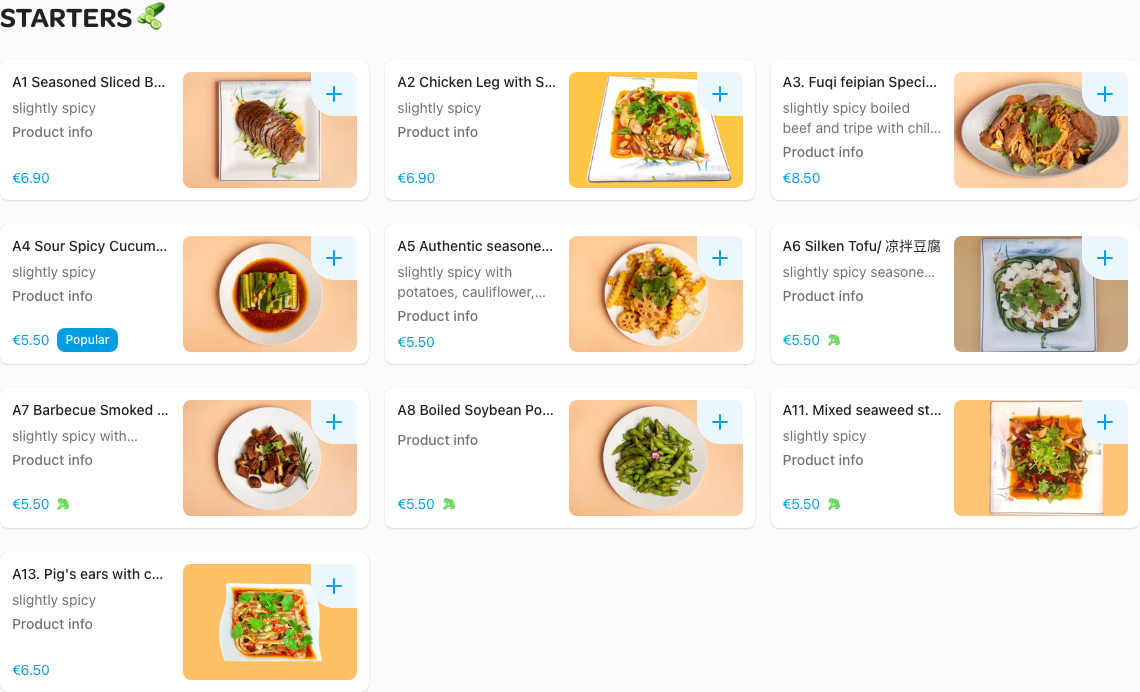 STARTERS
A1 Seasoned Sliced B...
slightly spicy
Product info
€6.90
A2 Chicken Leg with S...
slightly spicy
Product info
€6.90
A3. Fuqi feipian Speci...
slightly spicy boiled
beef and tripe with chil...
Product info
€8.50
A4 Sour Spicy Cucum...
slightly spicy
Product info
€5.50 Popular
A5 Authentic seasone...
slightly spicy with
potatoes, cauliflower,...
Product info
€5.50
A6 Silken Tofu/ 凉拌豆腐
slightly spicy seasone...
Product info
€5.50
A7 Barbecue Smoked ...
slightly spicy with...
Product info
€5.50
A8 Boiled Soybean Po...
Product info
€5.50
A11. Mixed seaweed st...
slightly spicy
Product info
€5.50
A13. Pig's ears with c...
slightly spicy
Product info
€6.50